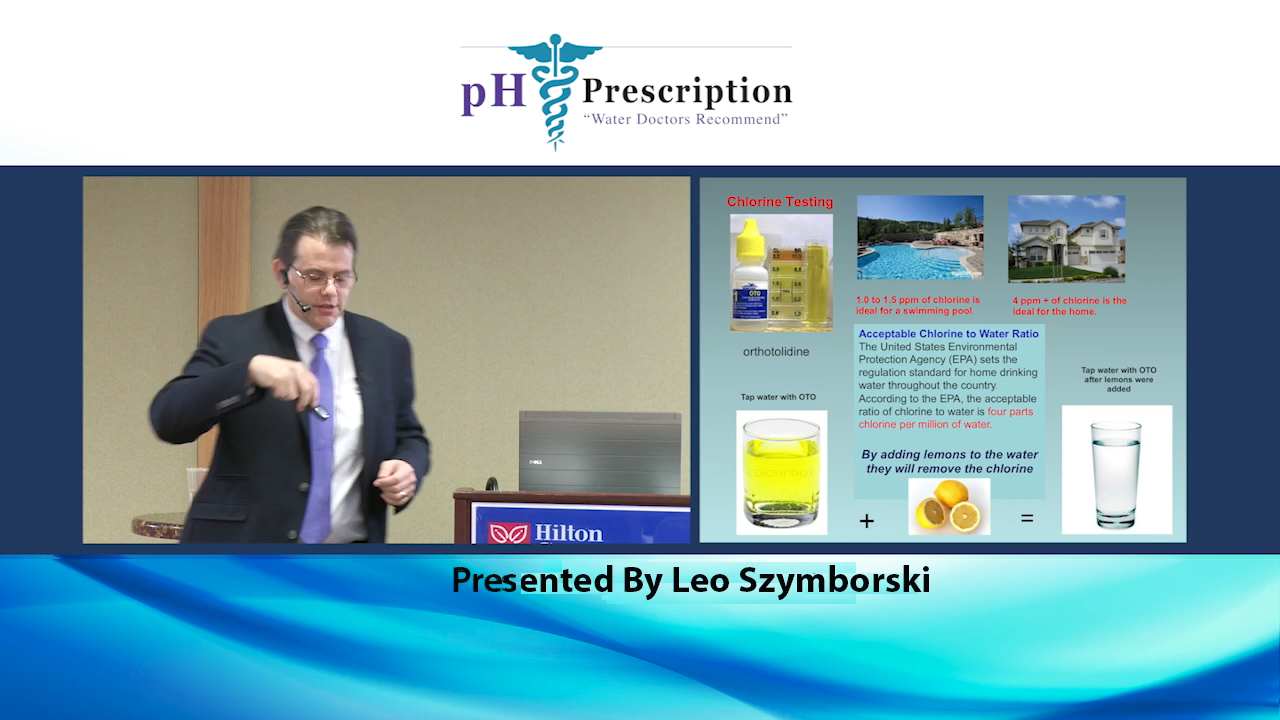 pH Prescription
“Water Doctors Recommend”
Chlorine Testing
OTO
orthotolidine
1.0 to 1.5 ppm of chlorine is
ideal for a swimming pool
4 ppm + of chlorine is the
ideal for the home.
Acceptable Chlorine to Water Ratio
The United States Environmental
Protection Agency (EPA) sets the
regulation standard for home drinking
water throughout the country.
According to the EPA, the acceptable
ratio of chlorine to water is four parts
chlorine per million of water.
By adding lemons to the water
they will remove the chlorine
Tap water with OTO
colourbox
+
=
Tap water with OTO
after lemons were
added
DELL
Hilton
Presented By Leo Szymborski